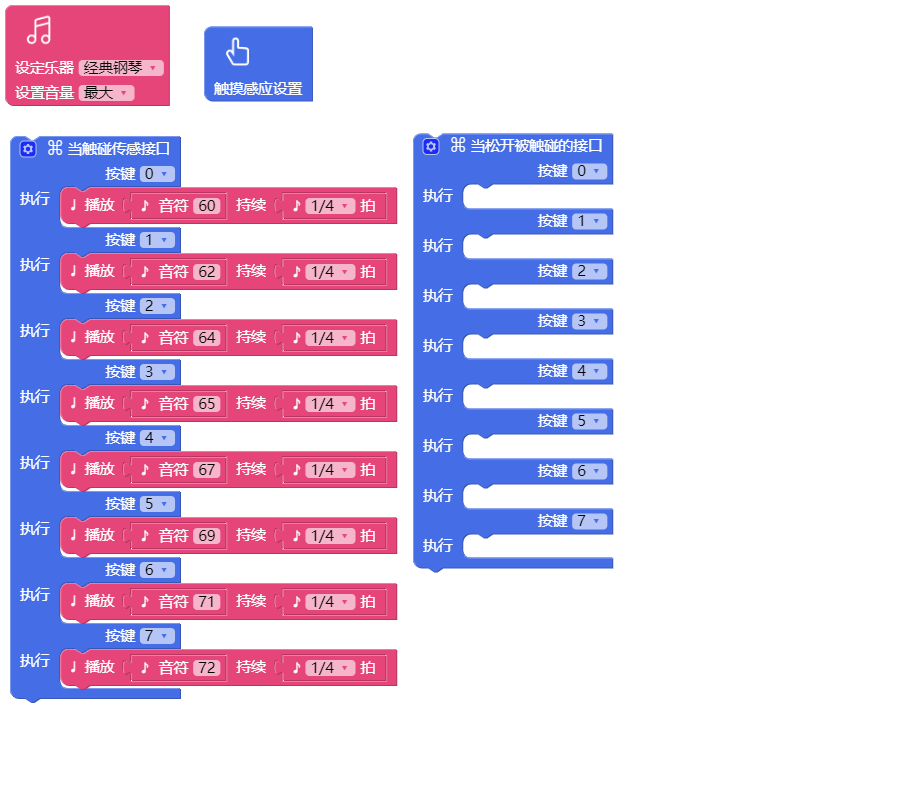 设定乐器 经典钢琴
设置音量 最大
触摸感应设置
当触碰传感接口
按键 0
执行 播放 音符 60 持续 1/4 拍
按键 1
执行 播放 音符 62 持续 1/4 拍
按键 2
执行 播放 音符 64 持续 1/4 拍
按键 3
执行 播放 音符 65 持续 1/4 拍
按键 4
执行 播放 音符 67 持续 1/4 拍
按键 5
执行 播放 音符 69 持续 1/4 拍
按键 6
执行 播放 音符 71 持续 1/4 拍
按键 7
执行 播放 音符 72 持续 1/4 拍
当松开被触碰的接口
按键 0
执行
按键 1
执行
按键 2
执行
按键 3
执行
按键 4
执行
按键 5
执行
按键 6
执行
按键 7
执行